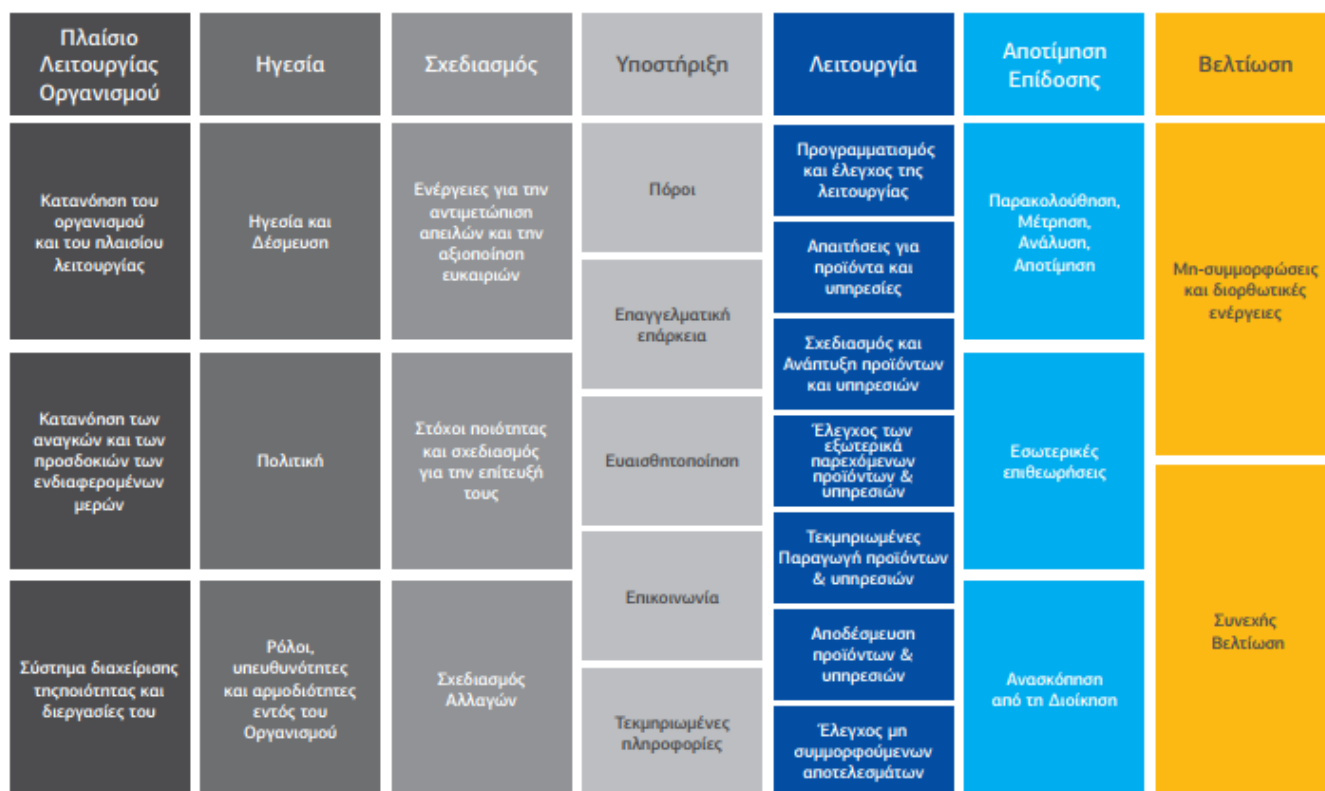 Πλαίσιο
Λειτουργίας
Οργανισμού
Ηγεσία
Σχεδιασμός
Υποστήριξη
Λειτουργία
Αποτίμηση
Επίδοσης
Βελτίωση
Κατανόηση του
οργανισμού
και του πλαισίου
λειτουργίας
Κατανόηση των
αναγκών και των
προσδοκιών των
ενδιαφερομένων
μερών
Σύστημα διαχείρισης
τηςποιότητας και
διεργασίες του
Ηγεσία και
Δέσμευση
Πολιτική
Ρόλοι,
υπευθυνότητες
και αρμοδιότητες
εντός του
Οργανισμού
Ενέργειες για την
αντιμετώπιση
απειλών και την
αξιοποίηση
ευκαιριών
Στόχοι ποιότητας
και σχεδιασμός
για την επίτευξή
τους
Σχεδιασμός
Αλλαγών
Πόροι
Επαγγελματική
επάρκεια
Ευαισθητοποίηση
Επικοινωνία
Τεκμηριωμένες
πληροφορίες
Προγραμματισμός
και έλεγχος της
λειτουργίας
Απαιτήσεις για
προϊόντα και
υπηρεσίες
Σχεδιασμός και
Ανάπτυξη προϊόντων
και υπηρεσιών
Έλεγχος των
εξωτερικά
παρεχόμενων
προϊόντων &
υπηρεσιών
Τεκμηριωμένες
Παραγωγή προϊόντων
& υπηρεσιών
Αποδέσμευση
προϊόντων &
υπηρεσιών
Έλεγχος μη
συμμορφούμενων
αποτελεσμάτων
Παρακολούθηση,
Μέτρηση,
Ανάλυση,
Αποτίμηση
Εσωτερικές
επιθεωρήσεις
Ανασκόπηση
από τη Διοίκηση
Μη-συμμορφώσεις
και διορθωτικές
ενέργειες
Συνεχής
Βελτίωση